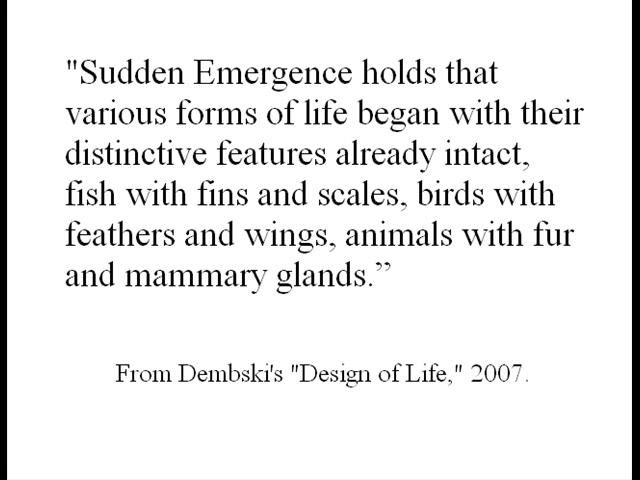 "Sudden Emergence holds that
various forms of life began with their
distinctive features already intact,
fish with fins and scales, birds with
feathers and wings, animals with fur
and mammary glands.”
From Dembski's "Design of Life," 2007.